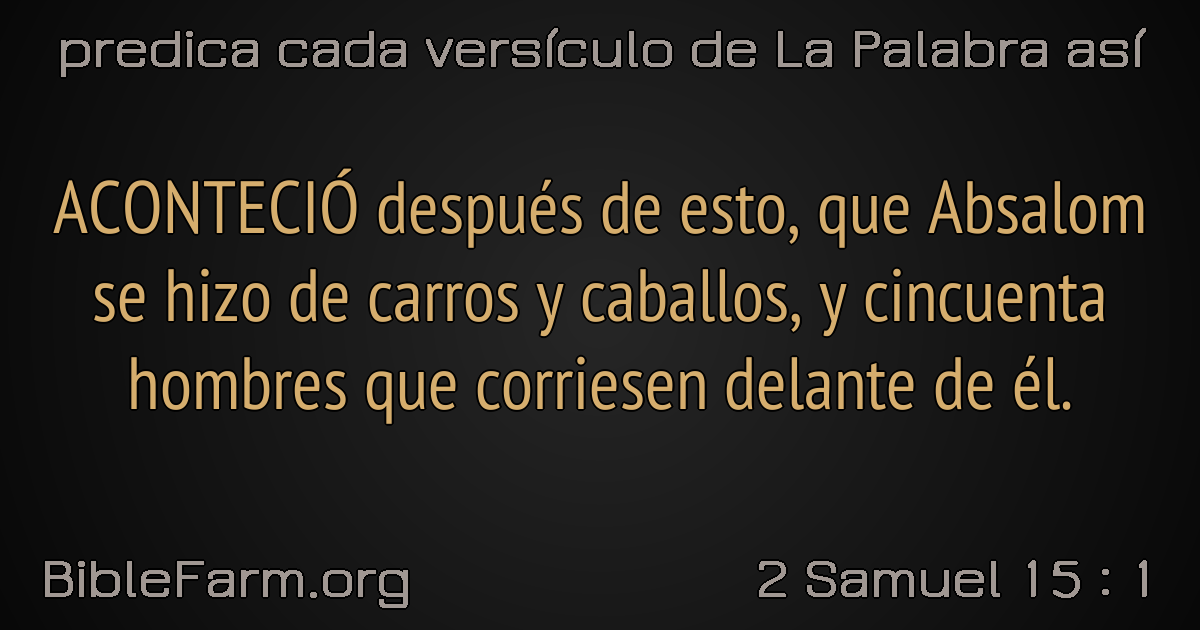 predica cada versículo de La Palabra así
ACONTECIÓ después de esto, que Absalom
se hizo de carros y caballos, y cincuenta
hombres que corriesen delante de él.
BibleFarm.org
2 Samuel 15 : 1